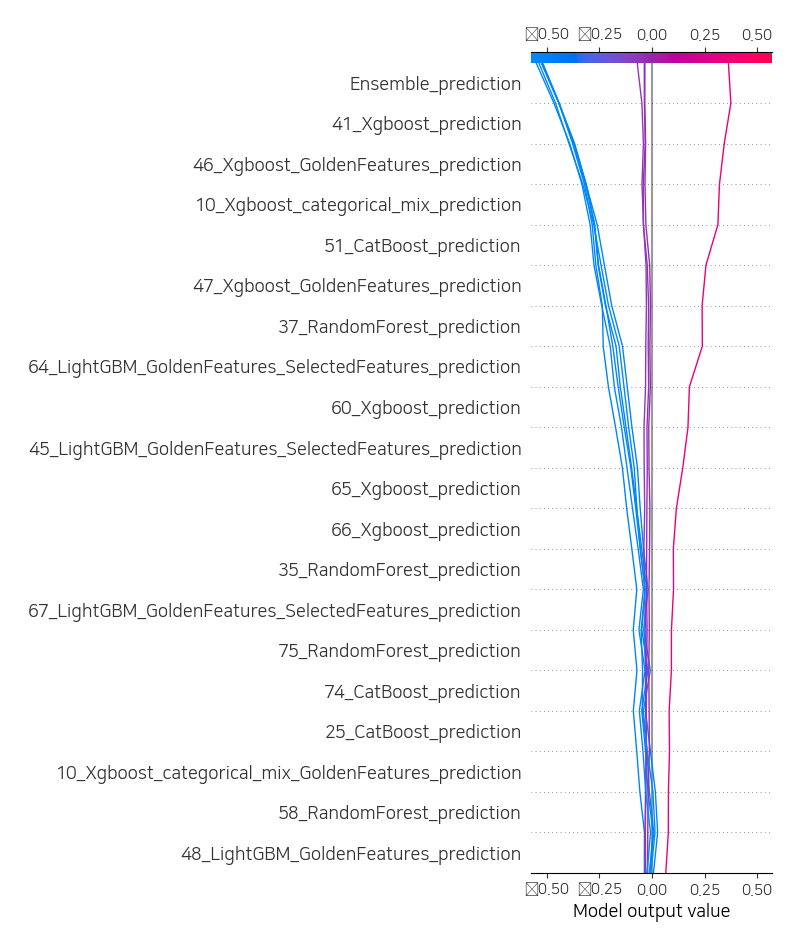 0.50 0.25 0.00 0.25 0.50
Ensemble_prediction
41_Xgboost_prediction
46_Xgboost_GoldenFeatures_prediction
10_Xgboost_categorical_mix_prediction
51_CatBoost_prediction
47_Xgboost_GoldenFeatures_prediction
37_RandomForest_prediction
64_LightGBM_GoldenFeatures_SelectedFeatures_prediction
60_Xgboost_prediction
45_LightGBM_GoldenFeatures_SelectedFeatures_prediction
65_Xgboost_prediction
66_Xgboost_prediction
35_RandomForest_prediction
67_LightGBM_GoldenFeatures_SelectedFeatures_prediction
75_RandomForest_prediction
74_CatBoost_prediction
25_CatBoost_prediction
10_Xgboost_categorical_mix_GoldenFeatures_prediction
58_RandomForest_prediction
48_LightGBM_GoldenFeatures_prediction
0.50 0.25 0.00 0.25 0.50
Model output value